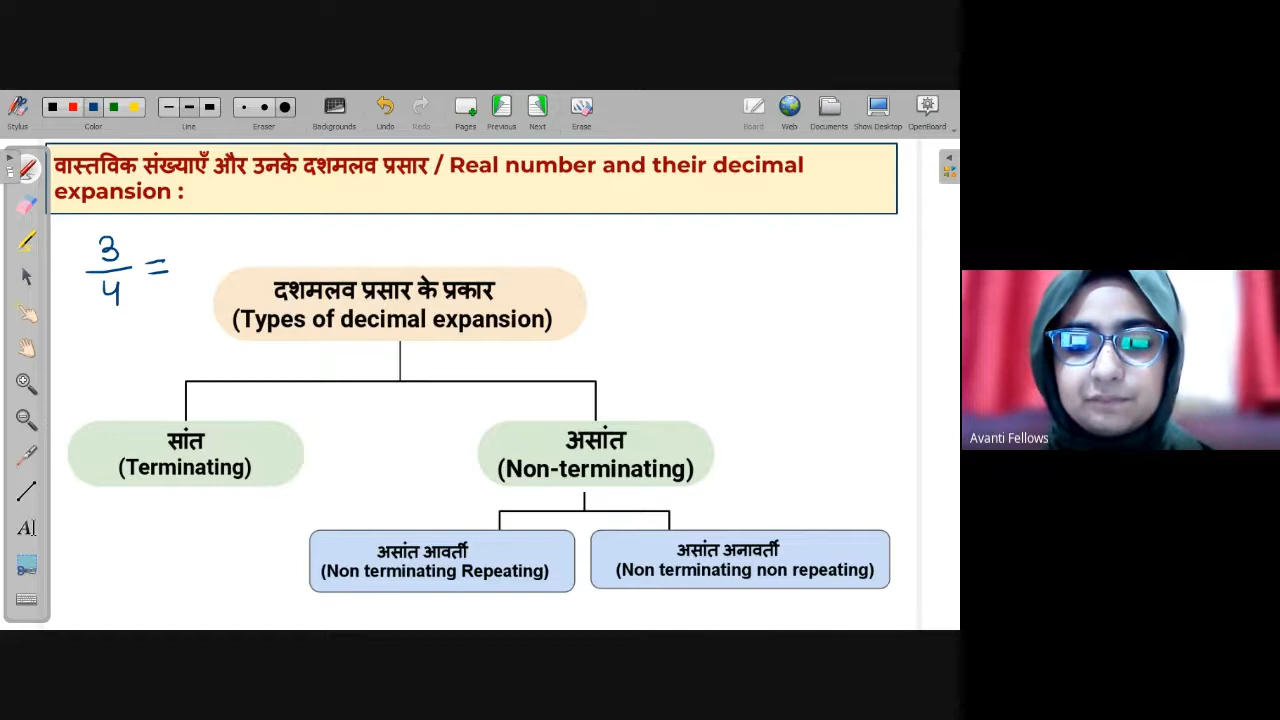 Stylus
Color
Line
Eraser
Backgrounds
Undo
Redo
Pages
Previous
Next
Erase
Board
Web
Documents
Show Desktop
OpenBoard
वास्तविक संख्याएँ और उनके दशमलव प्रसार / Real number and their decimal
expansion :
3
4
=
दशमलव प्रसार के प्रकार
(Types of decimal expansion)
सांत
(Terminating)
असांत
(Non-terminating)
असांत आवर्ती
(Non terminating Repeating)
असांत अनावर्ती
(Non terminating non repeating)
A
Avanti Fellows